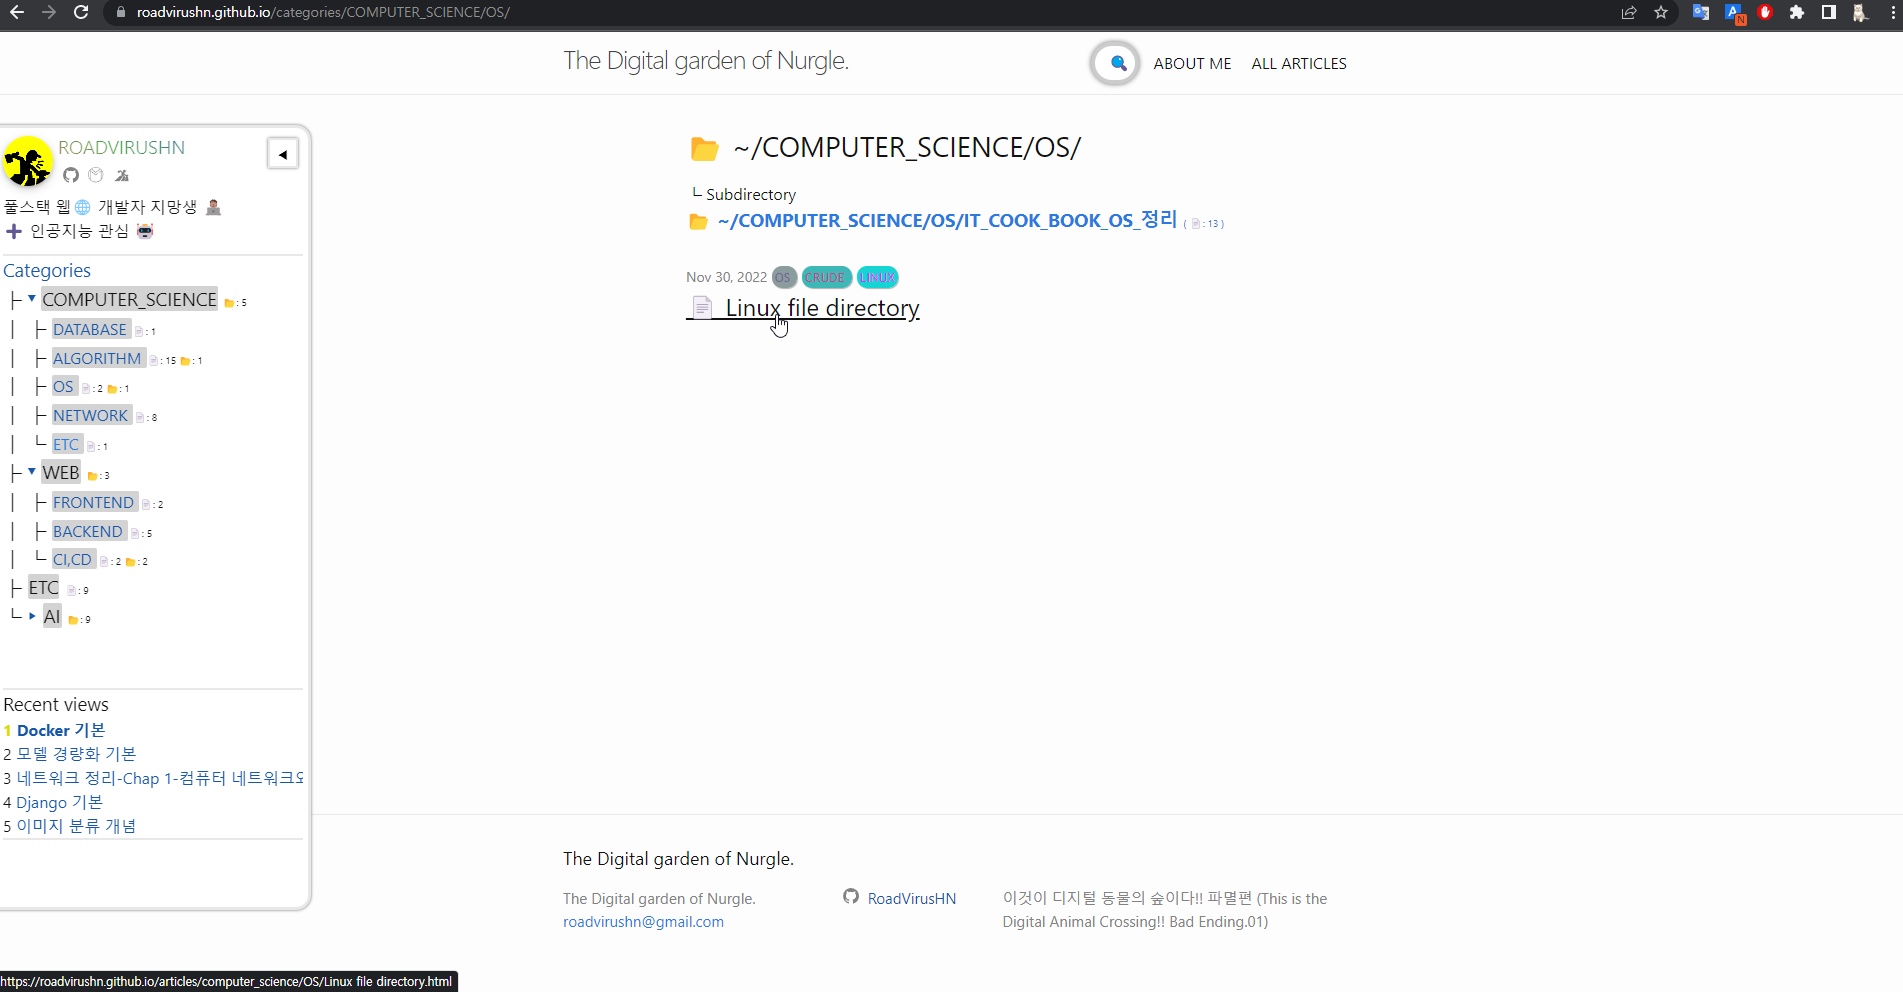 roadvirushn.github.io/categories/COMPUTER_SCIENCE/OS/
The Digital garden of Nurgle.
ABOUT ME
ALL ARTICLES
ROADVIRUSHN
풀스택 웹🌐 개발자 지망생
➕ 인공지능 관심
Categories
├ ▼ COMPUTER_SCIENCE : 5
│ ├ DATABASE : 1
│ ├ ALGORITHM : 15 : 1
│ ├ OS : 2 : 1
│ ├ NETWORK : 8
│ └ ETC : 1
├ ▼ WEB : 3
│ ├ FRONTEND : 2
│ ├ BACKEND : 5
│ └ CI,CD : 2 : 2
├ ETC : 9
└ ▶ AI : 9
Recent views
1 Docker 기본
2 모델 경량화 기본
3 네트워크 정리-Chap 1-컴퓨터 네트워크오
4 Django 기본
5 이미지 분류 개념
~/COMPUTER_SCIENCE/OS/
└ Subdirectory
~/COMPUTER_SCIENCE/OS/IT_COOK_BOOK_OS_정리 ( : 13 )
Nov 30, 2022 OS CRUDE LINUX
Linux file directory
The Digital garden of Nurgle.
The Digital garden of Nurgle.
roadvirushn@gmail.com
RoadVirusHN
이것이 디지털 동물의 숲이다!! 파멸편 (This is the
Digital Animal Crossing!! Bad Ending.01)
https://roadvirushn.github.io/articles/computer_science/OS/Linux file directory.html